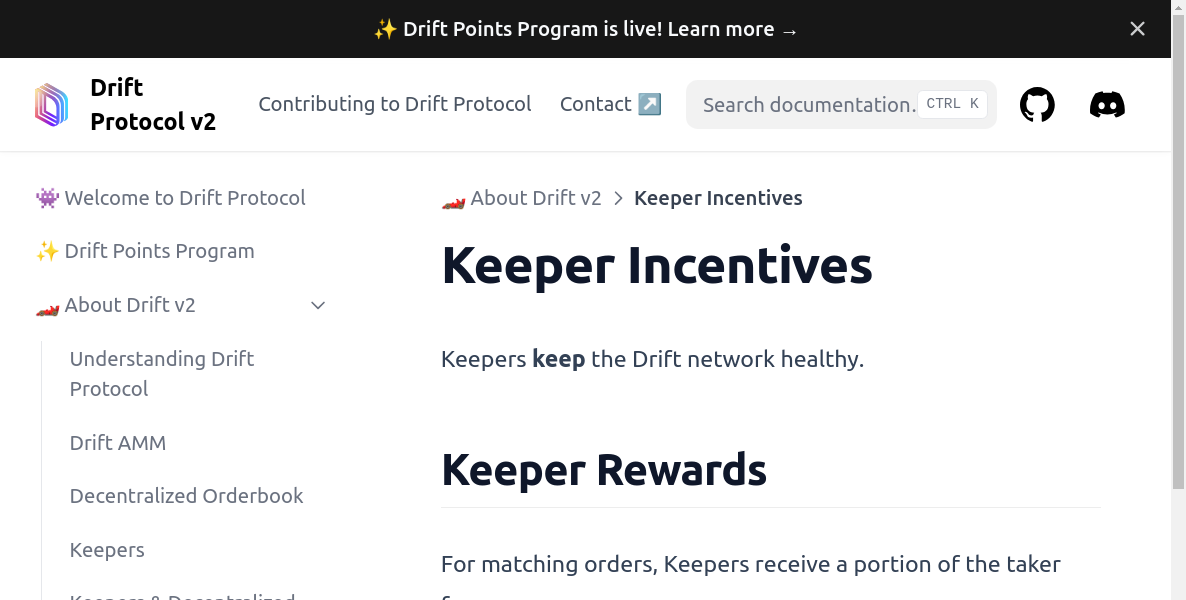 ✨ Drift Points Program is live! Learn more →
Drift
Protocol v2
Contributing to Drift Protocol
Contact ↗️
Search documentation.
CTRL K
👾 Welcome to Drift Protocol
✨ Drift Points Program
🏎️ About Drift v2
Understanding Drift
Protocol
Drift AMM
Decentralized Orderbook
Keepers
Keepers & Decentralized
🏎️ About Drift v2 > Keeper Incentives
Keeper Incentives
Keepers keep the Drift network healthy.
Keeper Rewards
For matching orders, Keepers receive a portion of the taker